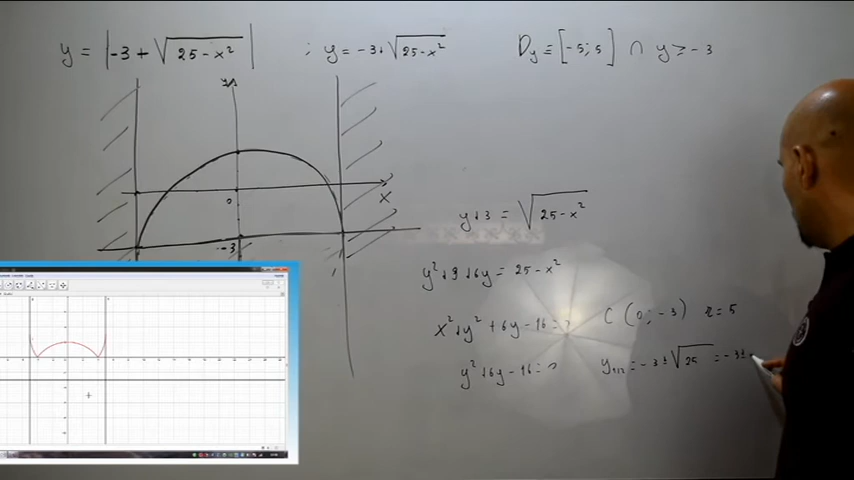 y = |-3 + √(25-x²)| ; y = -3+√(25-x²) Dy ≡ [-5;5] ∩ y ≥ -3
y
0
x
-3
y+3 = √(25-x²)
y²+9+6y = 25-x²
x²+y²+6y-16=0 C (0;-3) r=5
y²+6y-16=0 y1/2 = -3±√25 = -3±